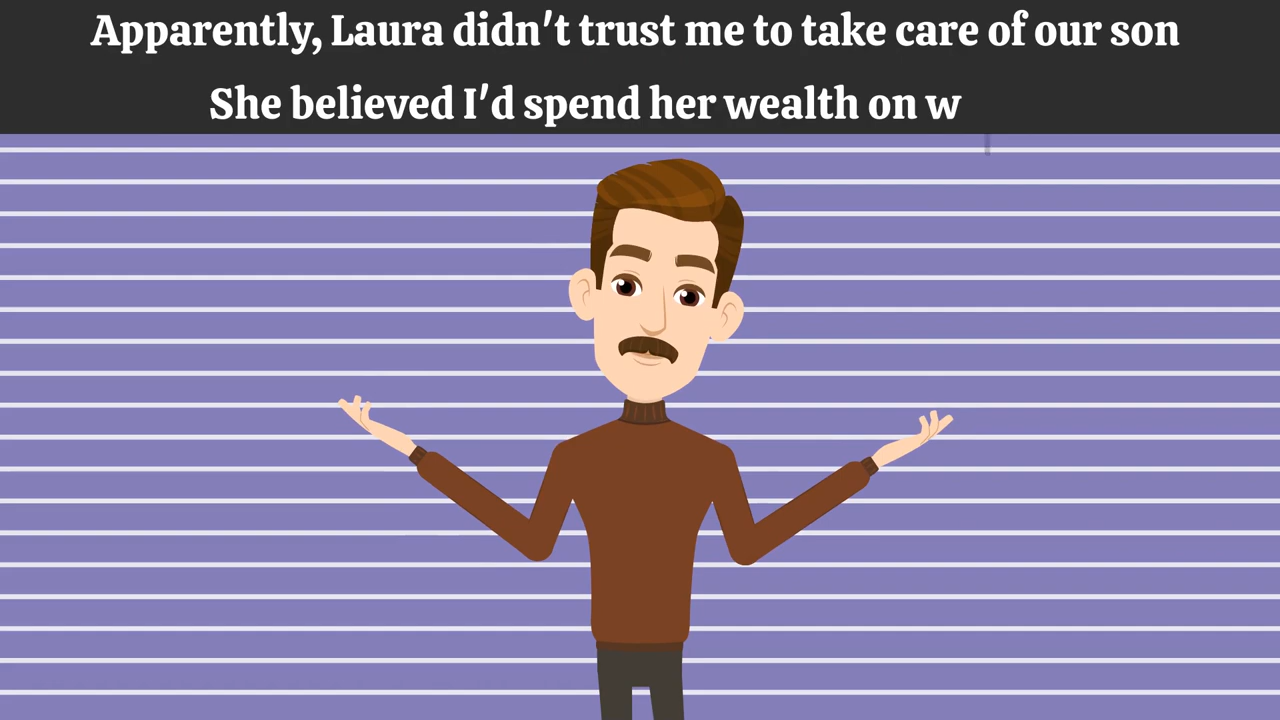 Apparently, Laura didn't trust me to take care of our son
She believed I'd spend her wealth on w